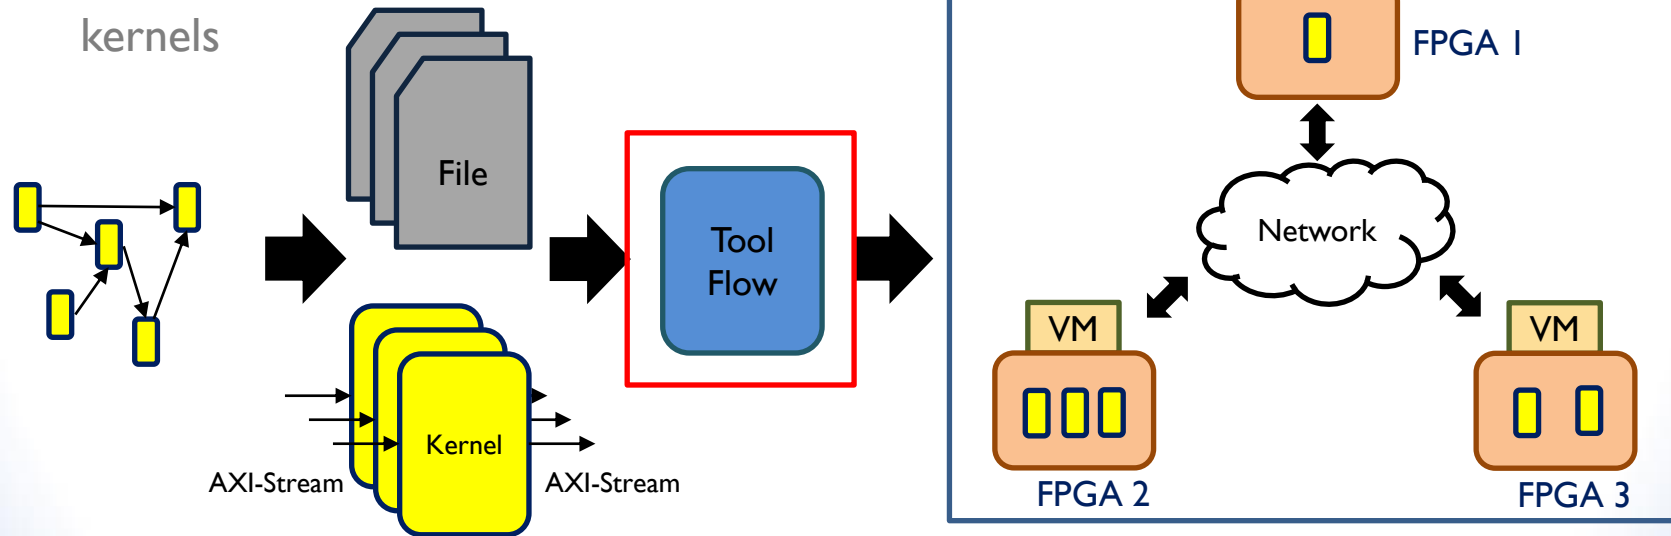 kernels
File
Tool
Flow
Kernel
AXI-Stream
AXI-Stream
FPGA 1
Network
VM
VM
FPGA 2
FPGA 3